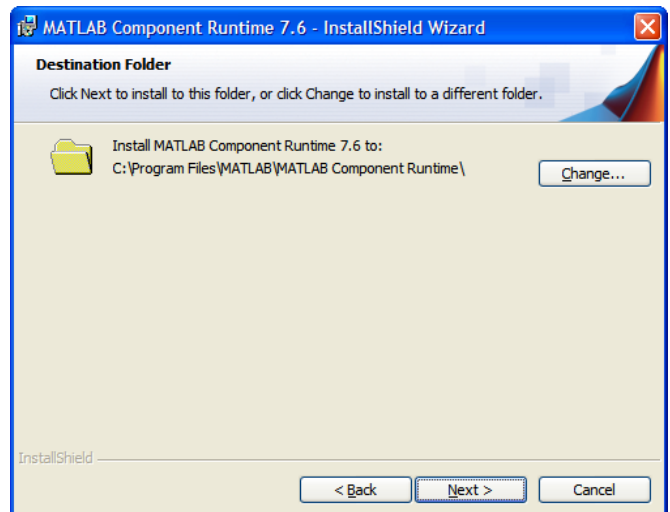 MATLAB Component Runtime 7.6 - InstallShield Wizard
Destination Folder
Click Next to install to this folder, or click Change to install to a different folder.
Install MATLAB Component Runtime 7.6 to:
C:\Program Files\MATLAB\MATLAB Component Runtime\
Change...
InstallShield
< Back
Next >
Cancel